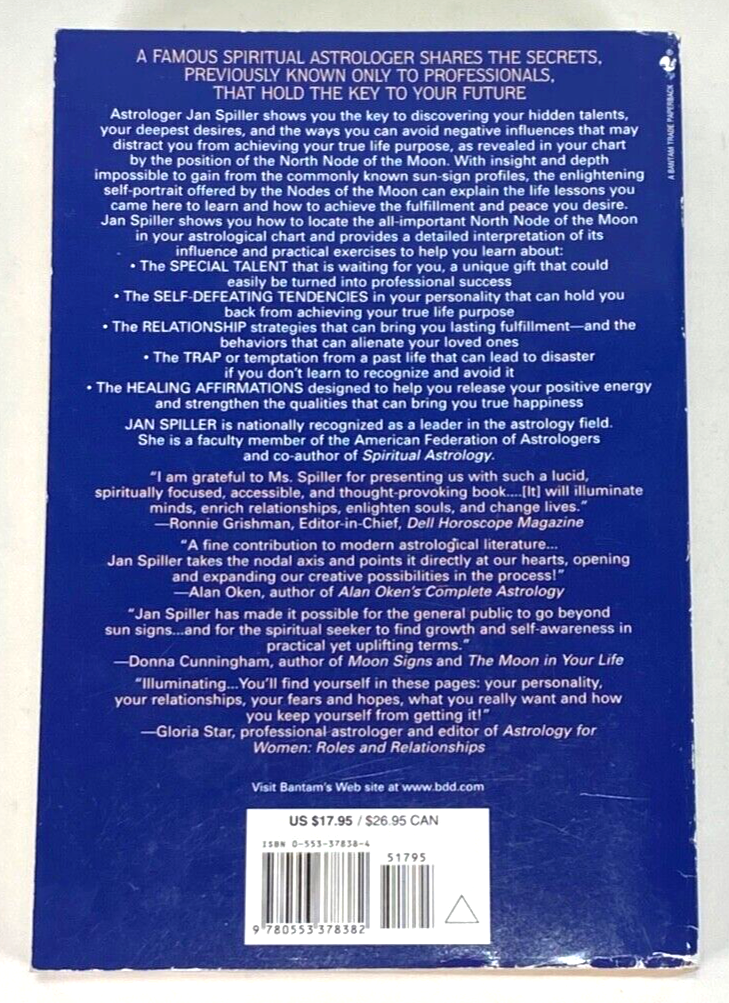 A FAMOUS SPIRITUAL ASTROLOGER SHARES THE SECRETS,
PREVIOUSLY KNOWN ONLY TO PROFESSIONALS,
THAT HOLD THE KEY TO YOUR FUTURE
Astrologer Jan Spiller shows you the key to discovering your hidden talents,
your deepest desires, and the ways you can avoid negative influences that may
distract you from achieving your true life purpose, as revealed in your chart
by the position of the North Node of the Moon. With insight and depth
impossible to gain from the commonly known sun-sign profiles, the enlightening
self-portrait offered by the Nodes of the Moon can explain the life lessons you
came here to learn and how to achieve the fulfillment and peace you desire.
Jan Spiller shows you how to locate the all-important North Node of the Moon
in your astrological chart and provides a detailed interpretation of its
influence and practical exercises to help you learn about:
• The SPECIAL TALENT that is waiting for you, a unique gift that could
easily be turned into professional success
• The SELF-DEFEATING TENDENCIES in your personality that can hold you
back from achieving your true life purpose
• The RELATIONSHIP strategies that can bring you lasting fulfillment—and the
behaviors that can alienate your loved ones
• The TRAP or temptation from a past life that can lead to disaster
if you don't learn to recognize and avoid it
• The HEALING AFFIRMATIONS designed to help you release your positive energy
and strengthen the qualities that can bring you true happiness
JAN SPILLER is nationally recognized as a leader in the astrology field.
She is a faculty member of the American Federation of Astrologers
and co-author of Spiritual Astrology.
"I am grateful to Ms. Spiller for presenting us with such a lucid,
spiritually focused, accessible, and thought-provoking book....[It] will illuminate
minds, enrich relationships, enlighten souls, and change lives."
—Ronnie Grishman, Editor-in-Chief, Dell Horoscope Magazine
"A fine contribution to modern astrological literature...
Jan Spiller takes the nodal axis and points it directly at our hearts, opening
and expanding our creative possibilities in the process!"
—Alan Oken, author of Alan Oken's Complete Astrology
"Jan Spiller has made it possible for the general public to go beyond
sun signs...and for the spiritual seeker to find growth and self-awareness in
practical yet uplifting terms."
—Donna Cunningham, author of Moon Signs and The Moon in Your Life
"Illuminating...You'll find yourself in these pages: your personality,
your relationships, your fears and hopes, what you really want and how
you keep yourself from getting it!"
—Gloria Star, professional astrologer and editor of Astrology for
Women: Roles and Relationships
Visit Bantam's Web site at www.bdd.com
US $17.95 / $26.95 CAN
ISBN 0-553-37838-4
51795
9 780553 378382
A BANTAM TRADE PAPERBACK